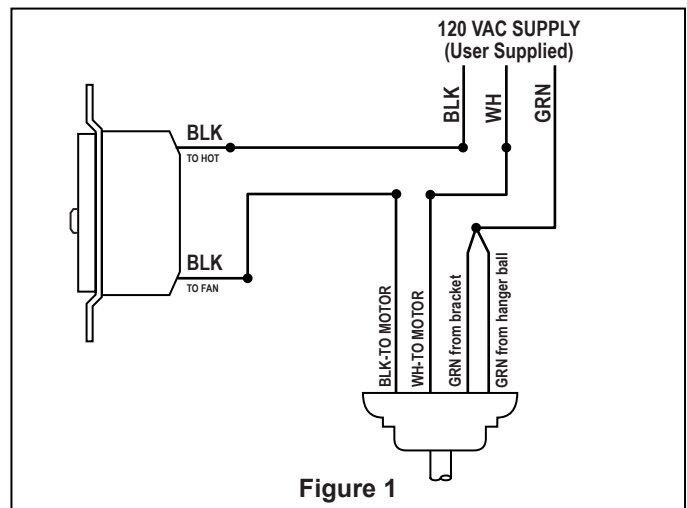 120 VAC SUPPLY
(User Supplied)
BLK
WH
GRN
BLK
TO HOT
BLK
TO FAN
BLK-TO MOTOR
WH-TO MOTOR
GRN from bracket
GRN from hanger ball
Figure 1